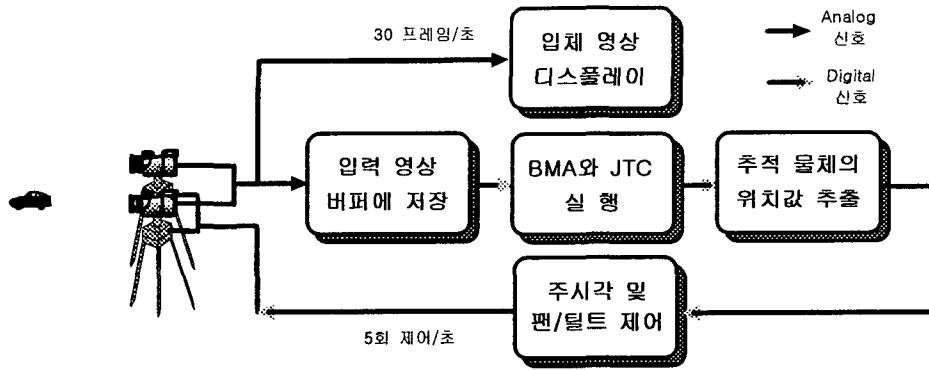 30 프레임/초
입체 영상
디스플레이
Analog
신호
Digital
신호
입력 영상
버퍼에 저장
BMA와 JTC
실 행
추적 물체의
위치값 추출
주시각 및
팬/틸트 제어
5회 제어/초